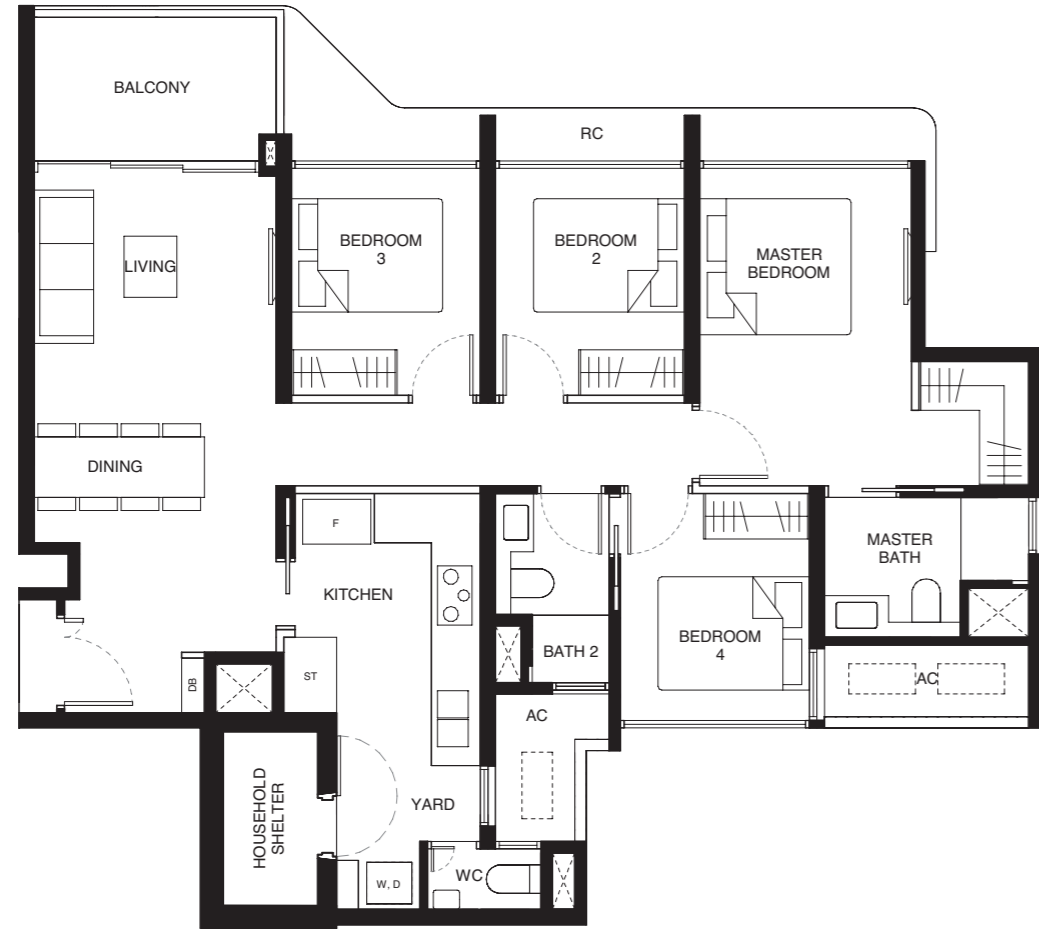 BALCONY
RC
BEDROOM
3
BEDROOM
2
MASTER
BEDROOM
LIVING
DINING
F
KITCHEN
MASTER
BATH
BEDROOM
4
BATH 2
ST
DB
AC
AC
HOUSEHOLD
SHELTER
YARD
W, D
WC